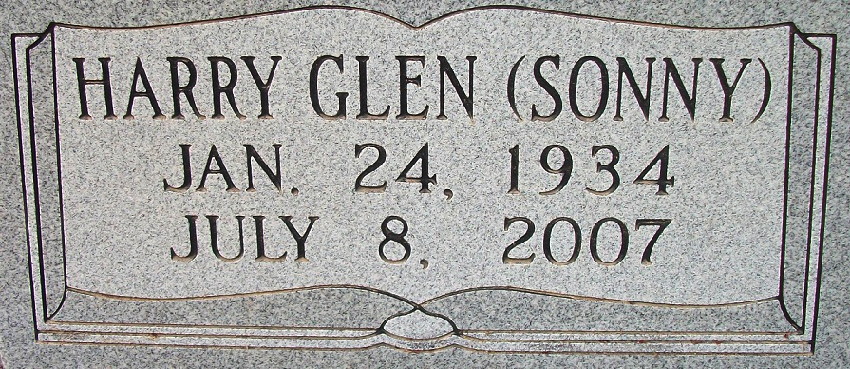 HARRY GLEN (SONNY)
JAN. 24, 1934
JULY 8, 2007